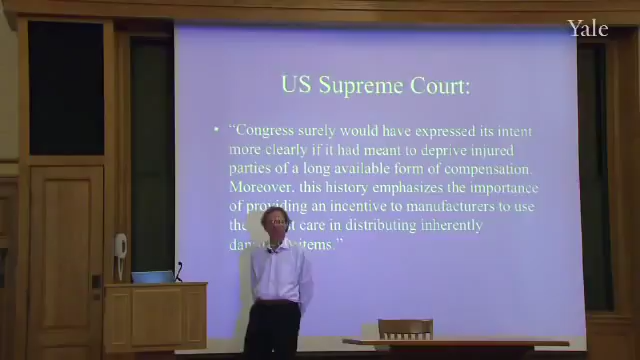 Yale
US Supreme Court:
• “Congress surely would have expressed its intent
more clearly if it had meant to deprive injured
parties of a long available form of compensation.
Moreover, this history emphasizes the importance
of providing an incentive to manufacturers to use
care in distributing inherently
items.”